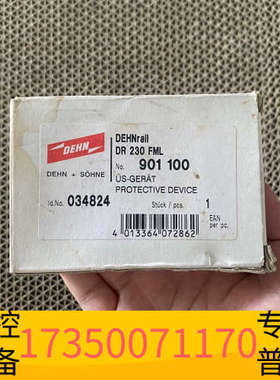 DEHN
DEHN + SÖHNE
DEHNrail
DR 230 FML
No. 901 100
ÜS-GERÄT
PROTECTIVE DEVICE
Id.No. 034824
Stück / pcs. 1
EAN
per pc.
4 013364 072862
控
备
17350071170
专